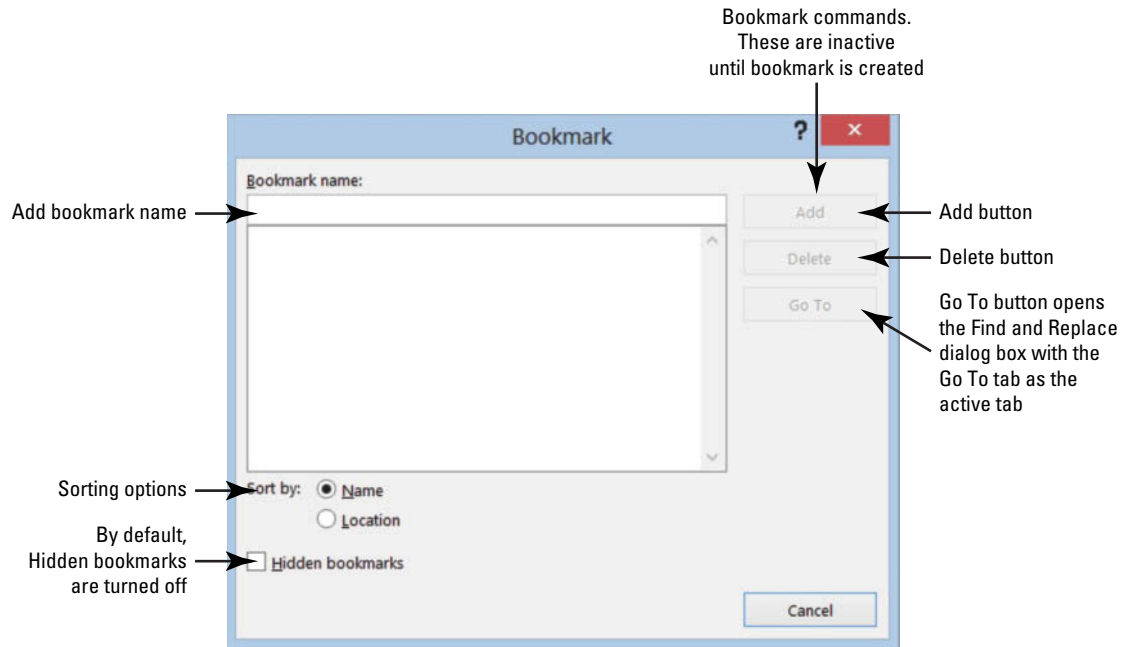 Bookmark commands.
These are inactive
until bookmark is created
Bookmark
?
×
Bookmark name:
Add bookmark name
Add
Add button
Delete
Delete button
Go To
Go To button opens
the Find and Replace
dialog box with the
Go To tab as the
active tab
Sorting options
Sort by:
Name
Location
By default,
Hidden bookmarks
are turned off
Hidden bookmarks
Cancel